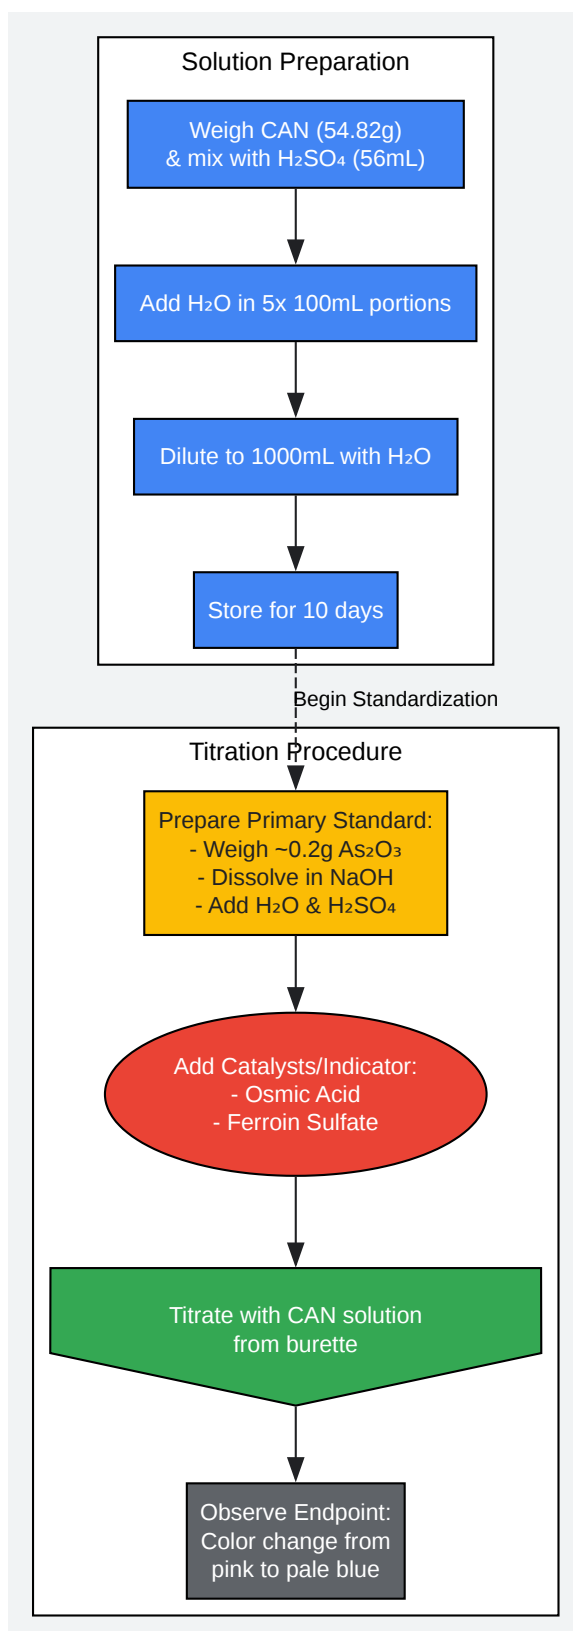 Solution Preparation
Weigh CAN (54.82g)
& mix with H₂SO₄ (56mL)
Add H₂O in 5x 100mL portions
Dilute to 1000mL with H₂O
Store for 10 days
Begin Standardization
Titration Procedure
Prepare Primary Standard:
- Weigh ~0.2g As₂O₃
- Dissolve in NaOH
- Add H₂O & H₂SO₄
Add Catalysts/Indicator:
- Osmic Acid
- Ferroin Sulfate
Titrate with CAN solution
from burette
Observe Endpoint:
Color change from
pink to pale blue